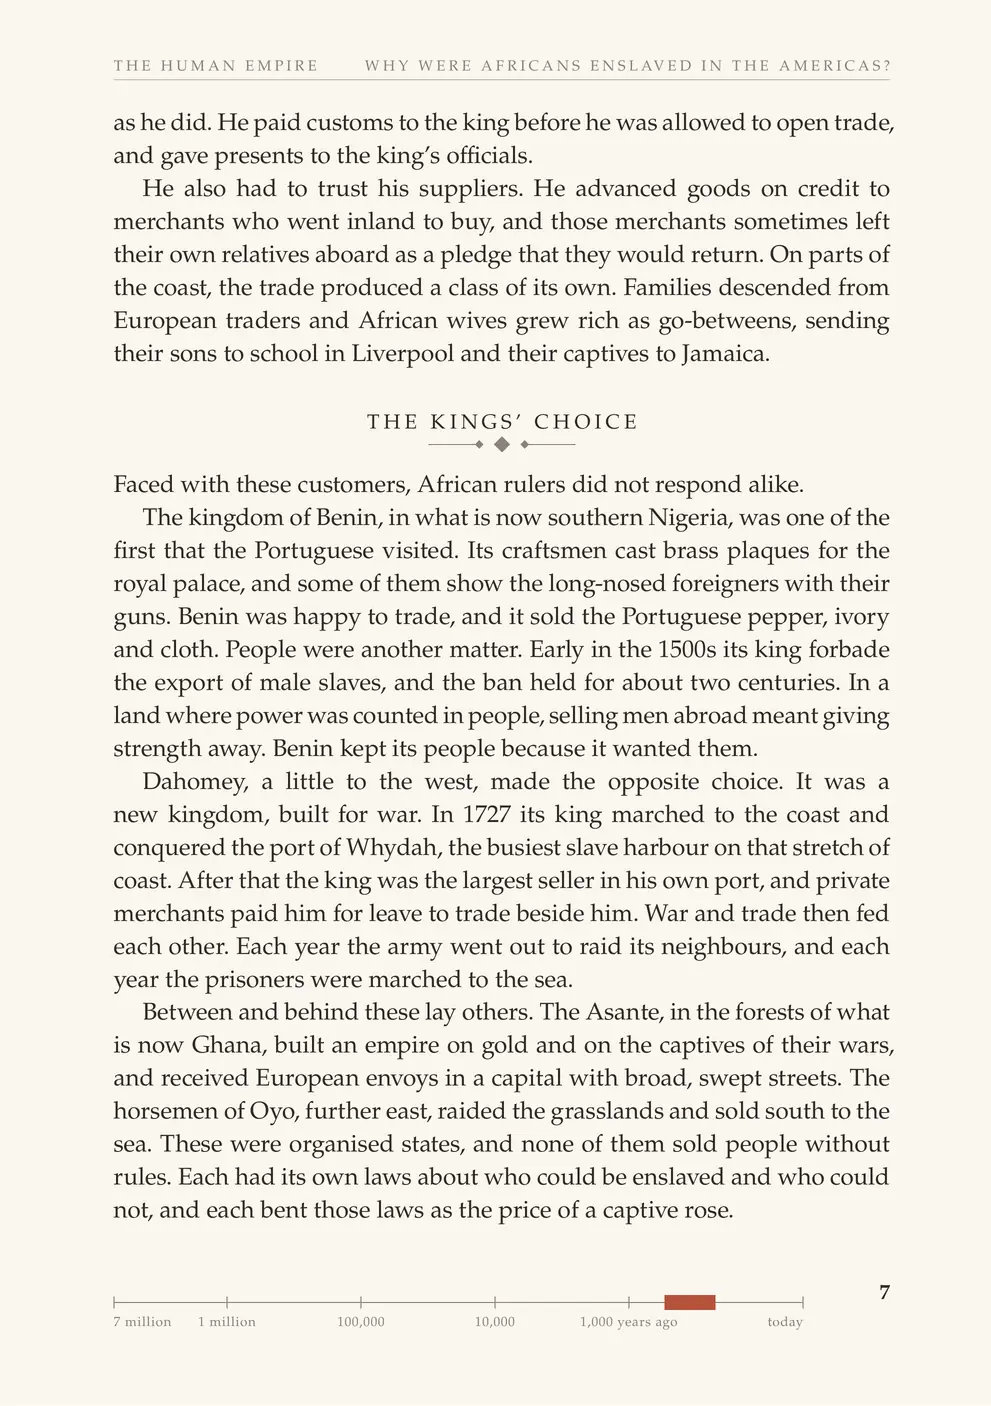 THE HUMAN EMPIRE WHY WERE AFRICANS ENSLAVED IN THE AMERICAS?
as he did. He paid customs to the king before he was allowed to open trade,
and gave presents to the king’s officials.
He also had to trust his suppliers. He advanced goods on credit to
merchants who went inland to buy, and those merchants sometimes left
their own relatives aboard as a pledge that they would return. On parts of
the coast, the trade produced a class of its own. Families descended from
European traders and African wives grew rich as go-betweens, sending
their sons to school in Liverpool and their captives to Jamaica.
THE KINGS’ CHOICE
Faced with these customers, African rulers did not respond alike.
The kingdom of Benin, in what is now southern Nigeria, was one of the
first that the Portuguese visited. Its craftsmen cast brass plaques for the
royal palace, and some of them show the long-nosed foreigners with their
guns. Benin was happy to trade, and it sold the Portuguese pepper, ivory
and cloth. People were another matter. Early in the 1500s its king forbade
the export of male slaves, and the ban held for about two centuries. In a
land where power was counted in people, selling men abroad meant giving
strength away. Benin kept its people because it wanted them.
Dahomey, a little to the west, made the opposite choice. It was a
new kingdom, built for war. In 1727 its king marched to the coast and
conquered the port of Whydah, the busiest slave harbour on that stretch of
coast. After that the king was the largest seller in his own port, and private
merchants paid him for leave to trade beside him. War and trade then fed
each other. Each year the army went out to raid its neighbours, and each
year the prisoners were marched to the sea.
Between and behind these lay others. The Asante, in the forests of what
is now Ghana, built an empire on gold and on the captives of their wars,
and received European envoys in a capital with broad, swept streets. The
horsemen of Oyo, further east, raided the grasslands and sold south to the
sea. These were organised states, and none of them sold people without
rules. Each had its own laws about who could be enslaved and who could
not, and each bent those laws as the price of a captive rose.
7
7 million 1 million 100,000 10,000 1,000 years ago today